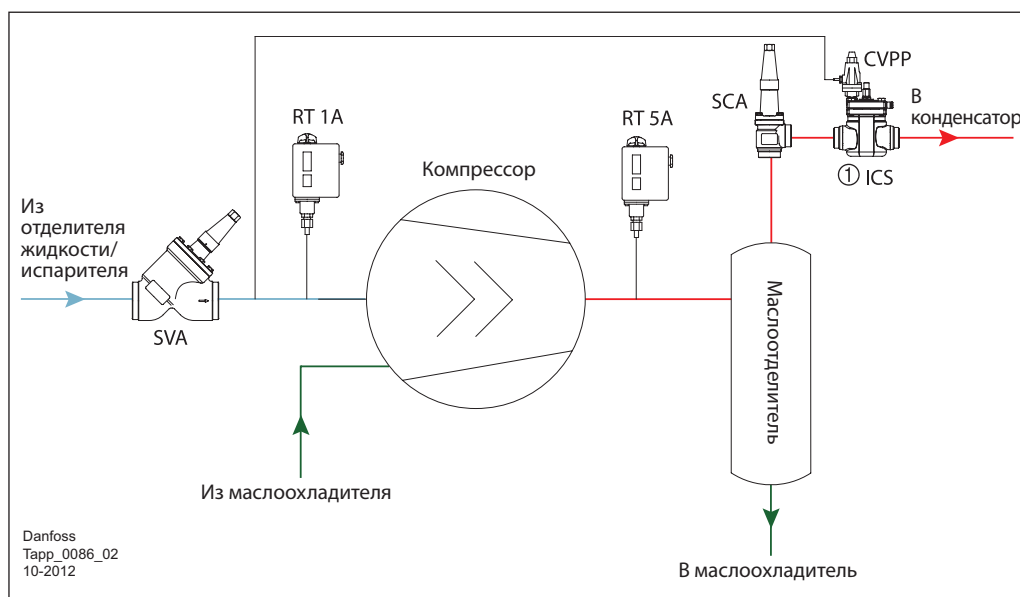 CVPP
SCA
В
конденсатор
RT 1A
RT 5A
Компрессор
① ICS
Из
отделителя
жидкости/
испарителя
SVA
Маслоотделитель
Из маслоохладителя
Danfoss
Tapp_0086_02
10-2012
В маслоохладитель